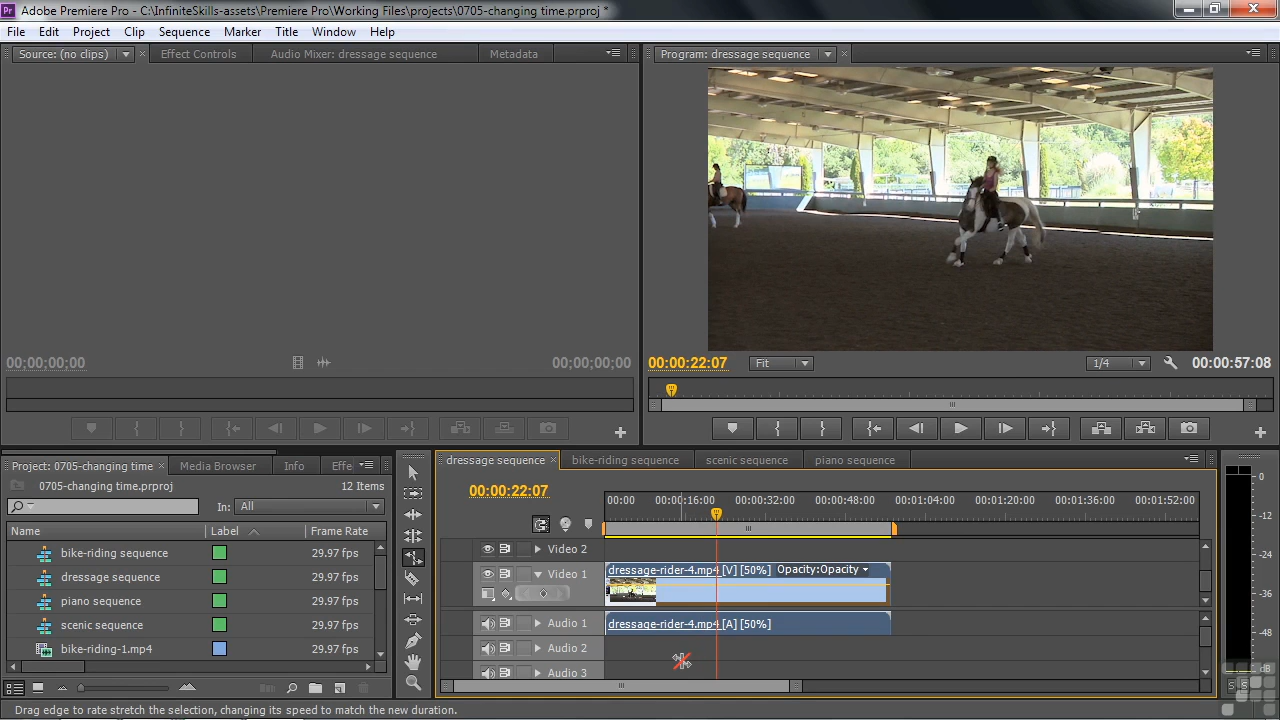 Pr Adobe Premiere Pro - C:\InfiniteSkills-assets\Premiere Pro\Working Files\projects\0705-changing time.prproj *
File Edit Project Clip Sequence Marker Title Window Help
Source: (no clips) Effect Controls Audio Mixer: dressage sequence Metadata
Program: dressage sequence
00;00;00;00 00;00;00;00
00:00:22:07 Fit 1/4 00:00:57:08
Project: 0705-changing time Media Browser Info Effe
0705-changing time.prproj 12 Items
In: All
Name Label Frame Rate
bike-riding sequence 29.97 fps
dressage sequence 29.97 fps
piano sequence 29.97 fps
scenic sequence 29.97 fps
bike-riding-1.mp4 29.97 fps
dressage sequence bike-riding sequence scenic sequence piano sequence
00:00:22:07
00:00 00:00:16:00 00:00:32:00 00:00:48:00 00:01:04:00 00:01:20:00 00:01:36:00 00:01:52:00
Video 2
Video 1 dressage-rider-4.mp4 [V] [50%] Opacity:Opacity
Audio 1 dressage-rider-4.mp4 [A] [50%]
Audio 2
Audio 3
0
-12
-24
-36
-48
dB
S S
Drag edge to rate stretch the selection, changing its speed to match the new duration.